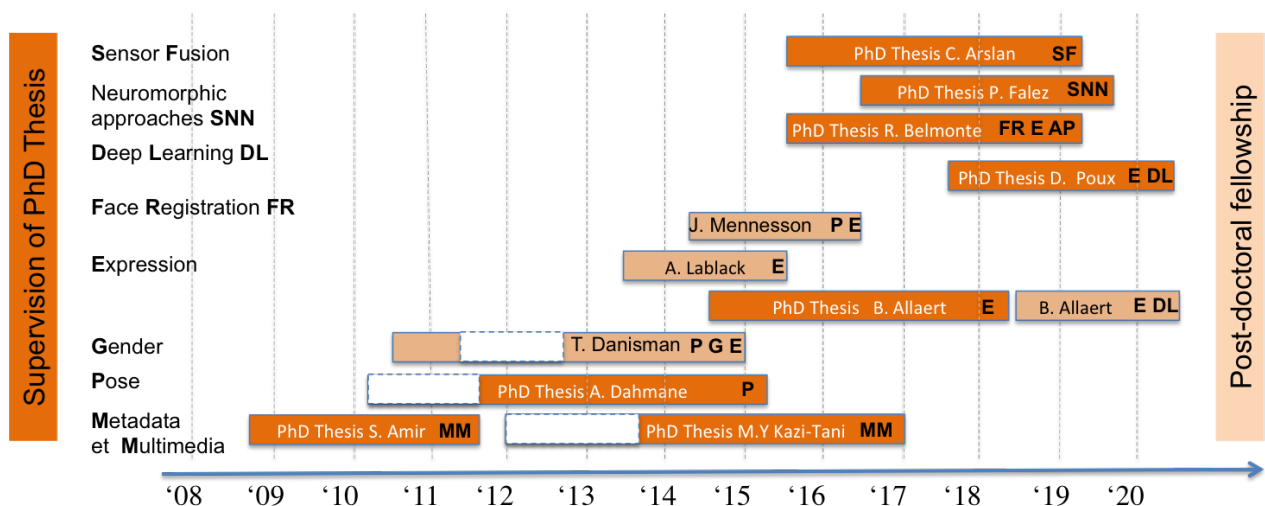 Supervision of PhD Thesis
Sensor Fusion
Neuromorphic
approaches SNN
Deep Learning DL
Face Registration FR
Expression
Gender
Pose
Metadata
et Multimedia
PhD Thesis C. Arslan SF
PhD Thesis P. Falez SNN
PhD Thesis R. Belmonte FR E AP
PhD Thesis D. Poux E DL
J. Mennesson P E
A. Lablack E
PhD Thesis B. Allaert E
B. Allaert E DL
T. Danisman P G E
PhD Thesis A. Dahmane P
PhD Thesis S. Amir MM
PhD Thesis M.Y Kazi-Tani MM
Post-doctoral fellowship
‘08 ‘09 ‘10 ‘11 ‘12 ‘13 ‘14 ‘15 ‘16 ‘17 ‘18 ‘19 ‘20